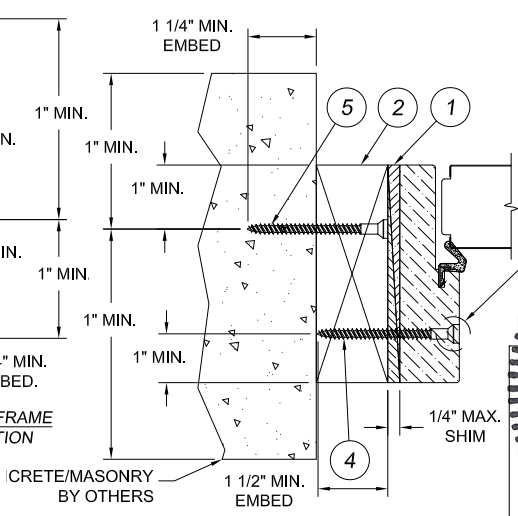 1 1/4" MIN.
EMBED
1" MIN.
N.
1" MIN.
1" MIN.
5
2
1
IN.
1" MIN.
1" MIN.
1" MIN.
4" MIN.
BED.
FRAME
TION
1/4" MAX.
SHIM
4
CRETE/MASONRY
BY OTHERS
1 1/2" MIN.
EMBED